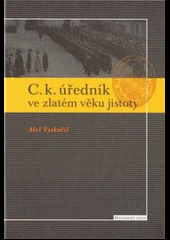 C. k. úředník
ve zlatém věku jistoty
Aleš Vyskočil